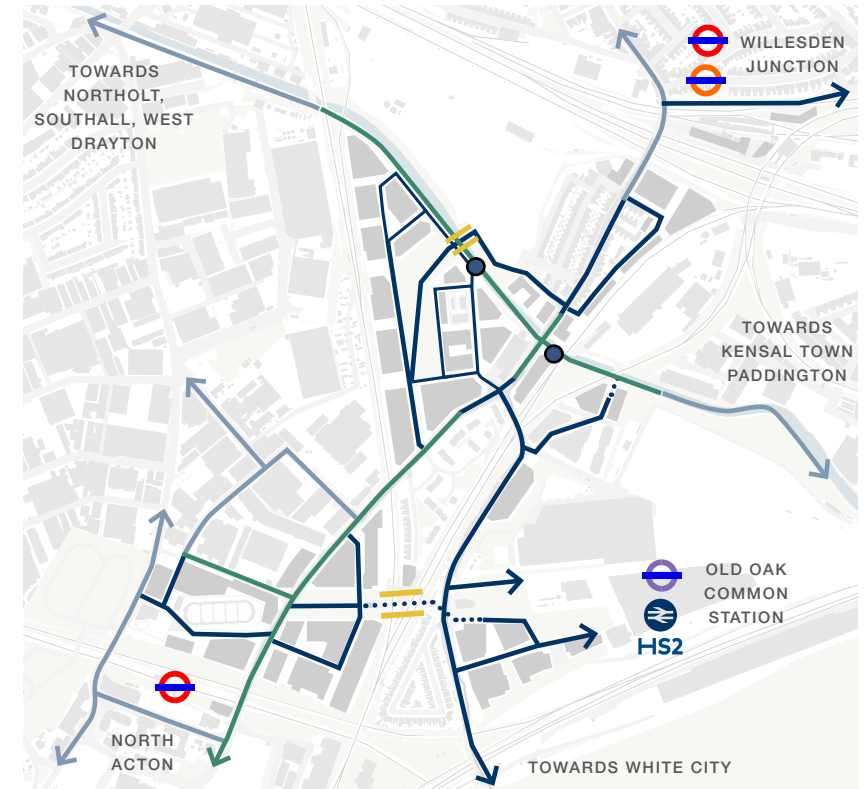 WILLESDEN
JUNCTION
TOWARDS
NORTHOLT,
SOUTHALL, WEST
DRAYTON
TOWARDS
KENSAL TOWN
PADDINGTON
OLD OAK
COMMON
STATION
HS2
NORTH
ACTON
TOWARDS WHITE CITY